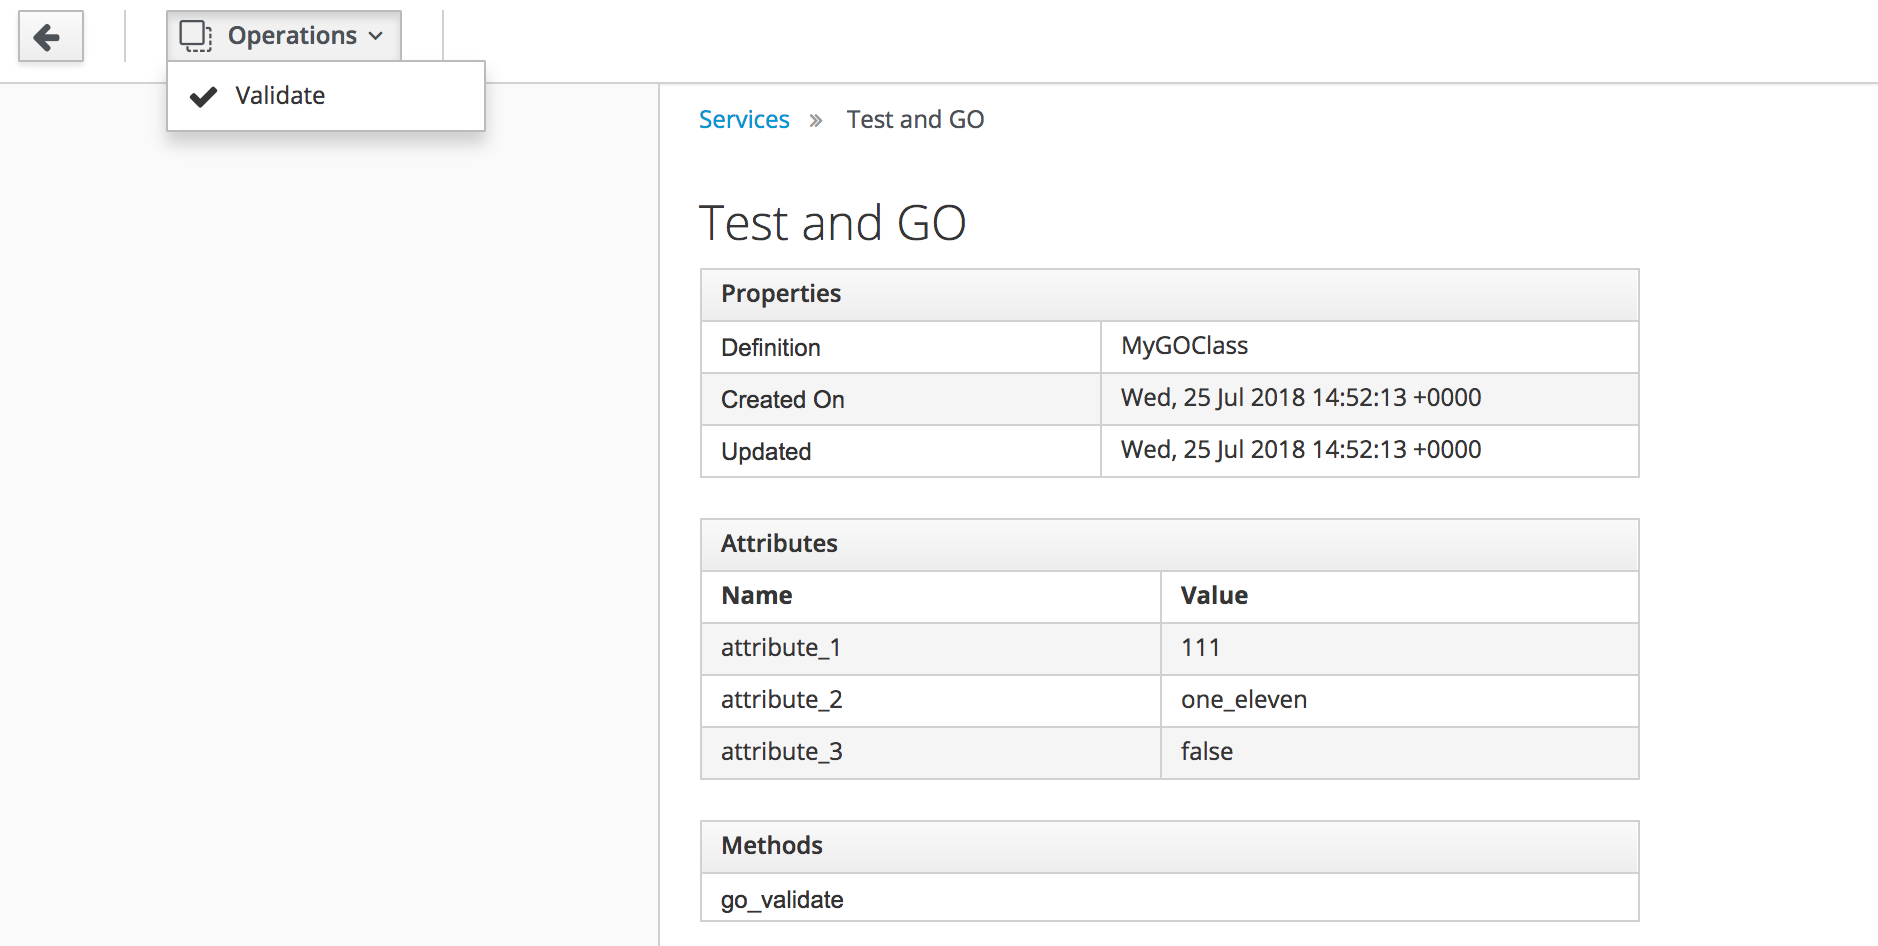 Operations
Validate
Services » Test and GO
Test and GO
Properties
Definition MyGOClass
Created On Wed, 25 Jul 2018 14:52:13 +0000
Updated Wed, 25 Jul 2018 14:52:13 +0000
Attributes
Name Value
attribute_1 111
attribute_2 one_eleven
attribute_3 false
Methods
go_validate